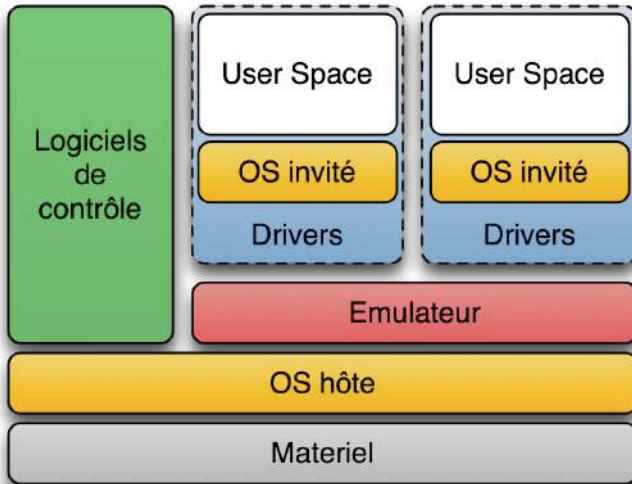 Logiciels
de
contrôle
User Space
OS invité
Drivers
User Space
OS invité
Drivers
Emulateur
OS hôte
Materiel